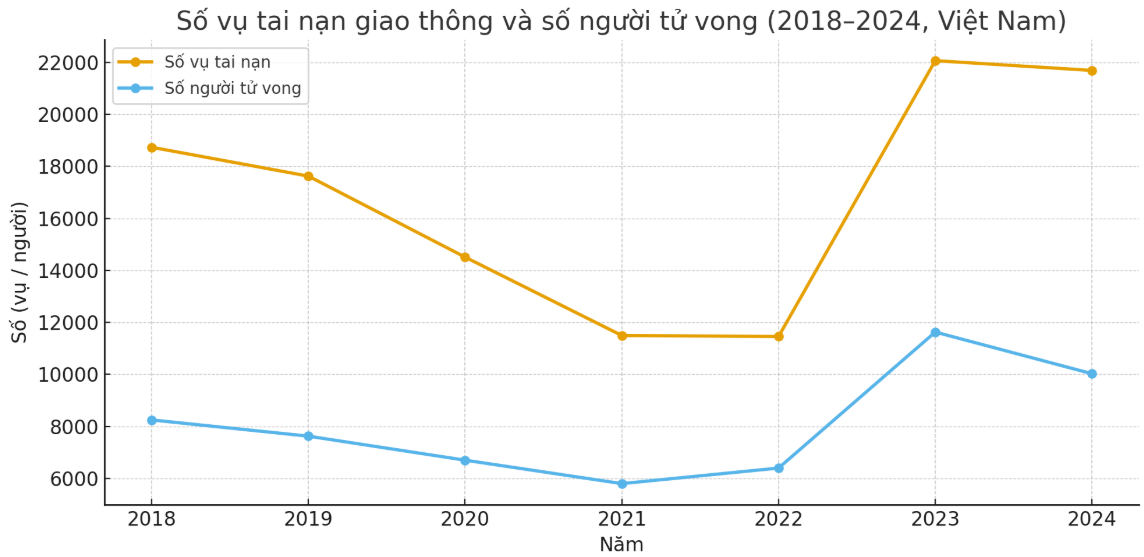 Số vụ tai nạn giao thông và số người tử vong (2018–2024, Việt Nam)
Số vụ tai nạn
Số người tử vong
Số (vụ / người)
22000
20000
18000
16000
14000
12000
10000
8000
6000
2018 2019 2020 2021 2022 2023 2024
Năm